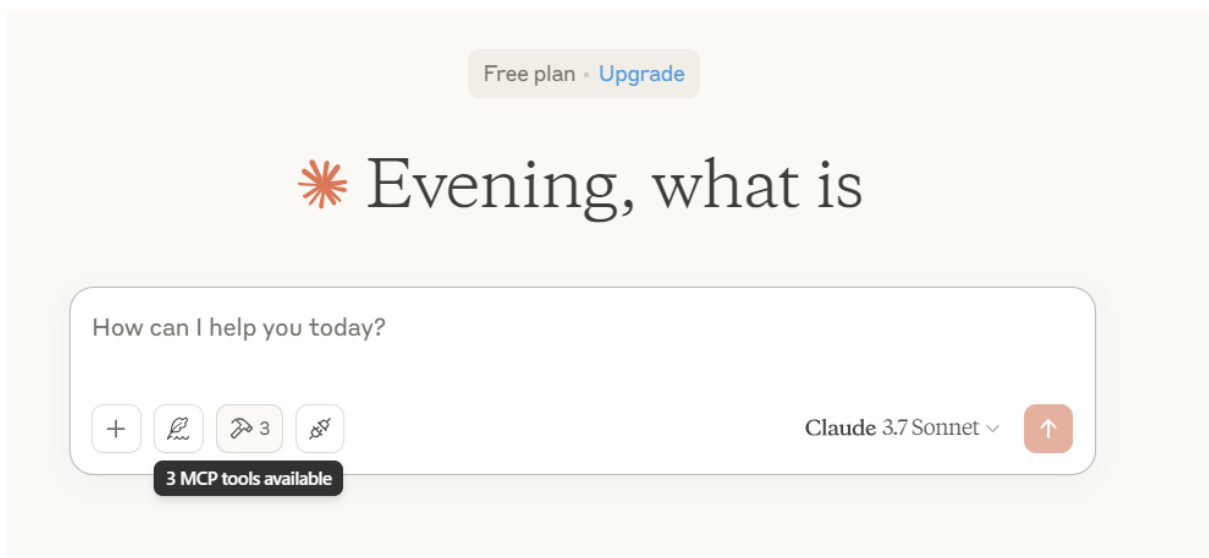 Free plan • Upgrade
Evening, what is
How can I help you today?
3
Claude 3.7 Sonnet
3 MCP tools available